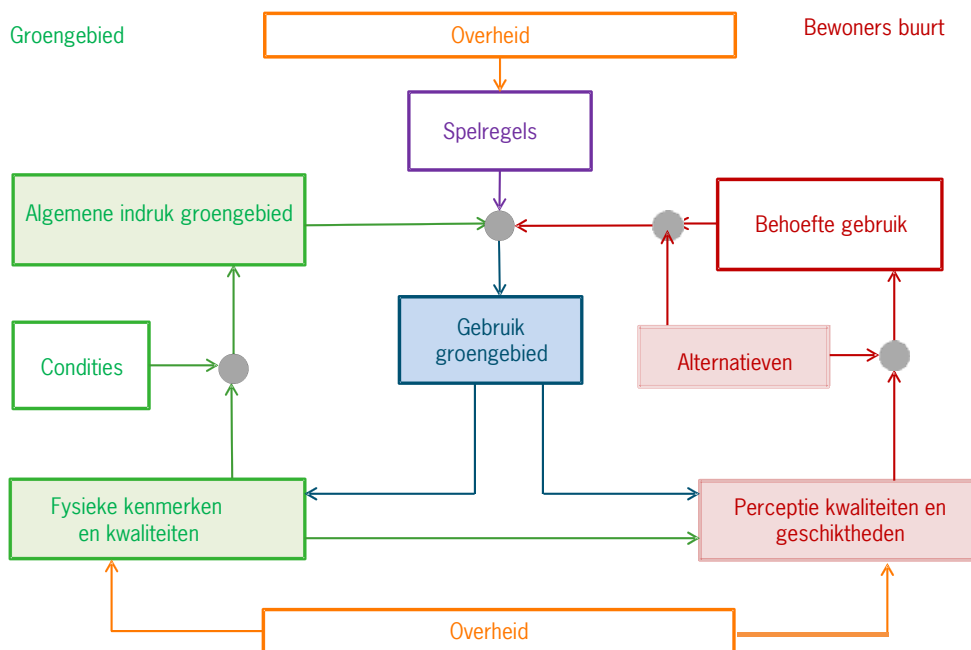 Groengebied
Overheid
Bewoners buurt
Spelregels
Algemene indruk groengebied
Behoefte gebruik
Gebruik
groengebied
Condities
Alternatieven
Fysieke kenmerken
en kwaliteiten
Perceptie kwaliteiten en
geschiktheden
Overheid